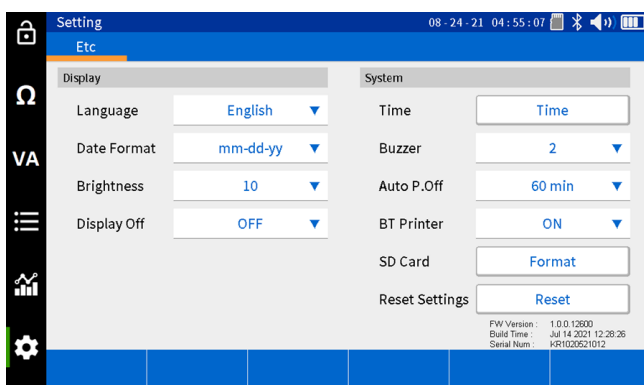 Setting
08-24-21 04:55:07
Etc
Ω
VA
Display
Language English
Date Format mm-dd-yy
Brightness 10
Display Off OFF
System
Time Time
Buzzer 2
Auto P.Off 60 min
BT Printer ON
SD Card Format
Reset Settings Reset
FW Version : 1.0.0.12600
Build Time : Jul 14 2021 12:28:26
Serial Num : KR1020521012